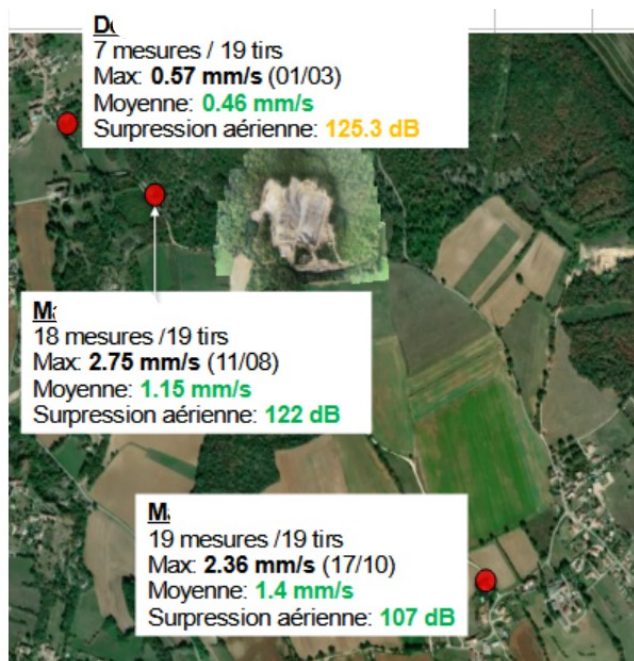 D
7 mesures / 19 tirs
Max: 0.57 mm/s (01/03)
Moyenne: 0.46 mm/s
Surpression aérienne: 125.3 dB
M
18 mesures /19 tirs
Max: 2.75 mm/s (11/08)
Moyenne: 1.15 mm/s
Surpression aérienne: 122 dB
M
19 mesures /19 tirs
Max: 2.36 mm/s (17/10)
Moyenne: 1.4 mm/s
Surpression aérienne: 107 dB